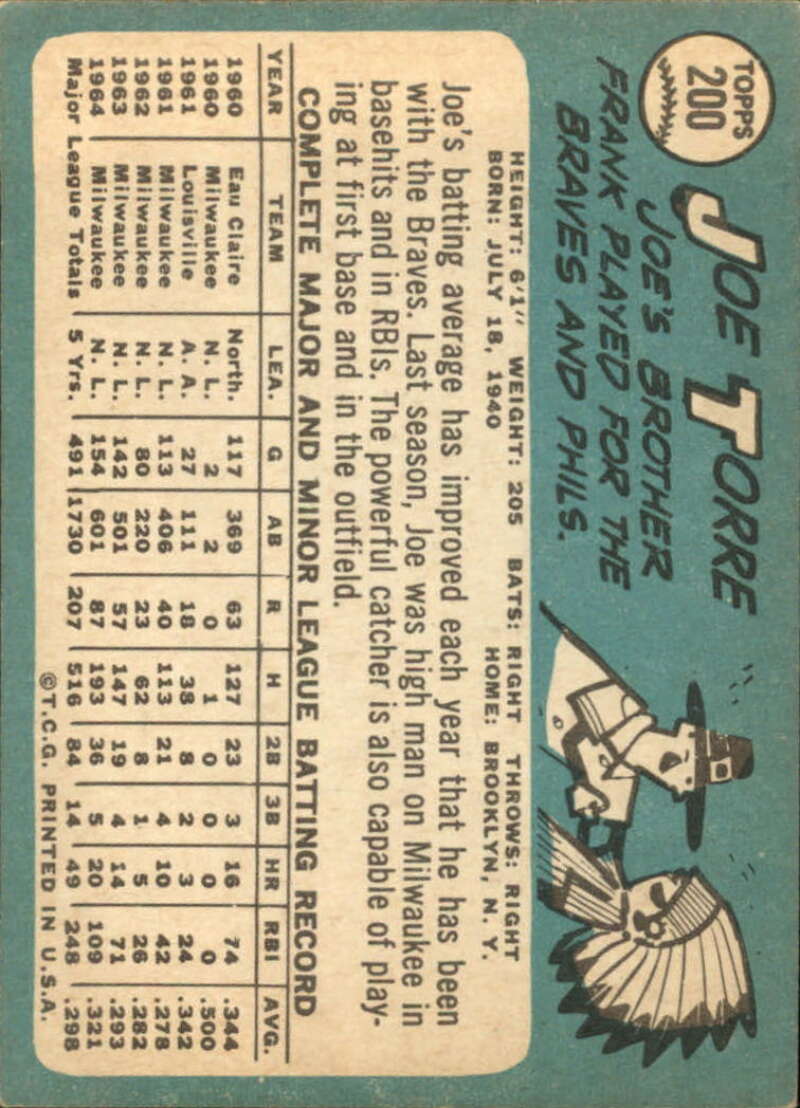 TOPPS
200
JOE TORRE
JOE'S BROTHER
FRANK PLAYED FOR THE
BRAVES AND PHILS.
HEIGHT: 6'1" WEIGHT: 205 BATS: RIGHT THROWS: RIGHT
BORN: JULY 18, 1940 HOME: BROOKLYN, N. Y.
Joe's batting average has improved each year that he has been
with the Braves. Last season, Joe was high man on Milwaukee in
basehits and in RBIs. The powerful catcher is also capable of play-
ing at first base and in the outfield.
COMPLETE MAJOR AND MINOR LEAGUE BATTING RECORD
YEAR TEAM LEA. G AB R H 2B 3B HR RBI AVG.
1960 Eau Claire North. 117 369 63 127 23 3 16 74 .344
1960 Milwaukee N. L. 2 2 0 1 0 0 0 0 .500
1961 Louisville A. A. 27 111 18 38 8 2 3 24 .342
1961 Milwaukee N. L. 113 406 40 113 21 4 10 42 .278
1962 Milwaukee N. L. 80 220 23 62 8 1 5 26 .282
1963 Milwaukee N. L. 142 501 57 147 19 4 14 71 .293
1964 Milwaukee N. L. 154 601 87 193 36 5 20 109 .321
Major League Totals 5 Yrs. 491 1730 207 516 84 14 49 248 .298
©T.C.G. PRINTED IN U.S.A.